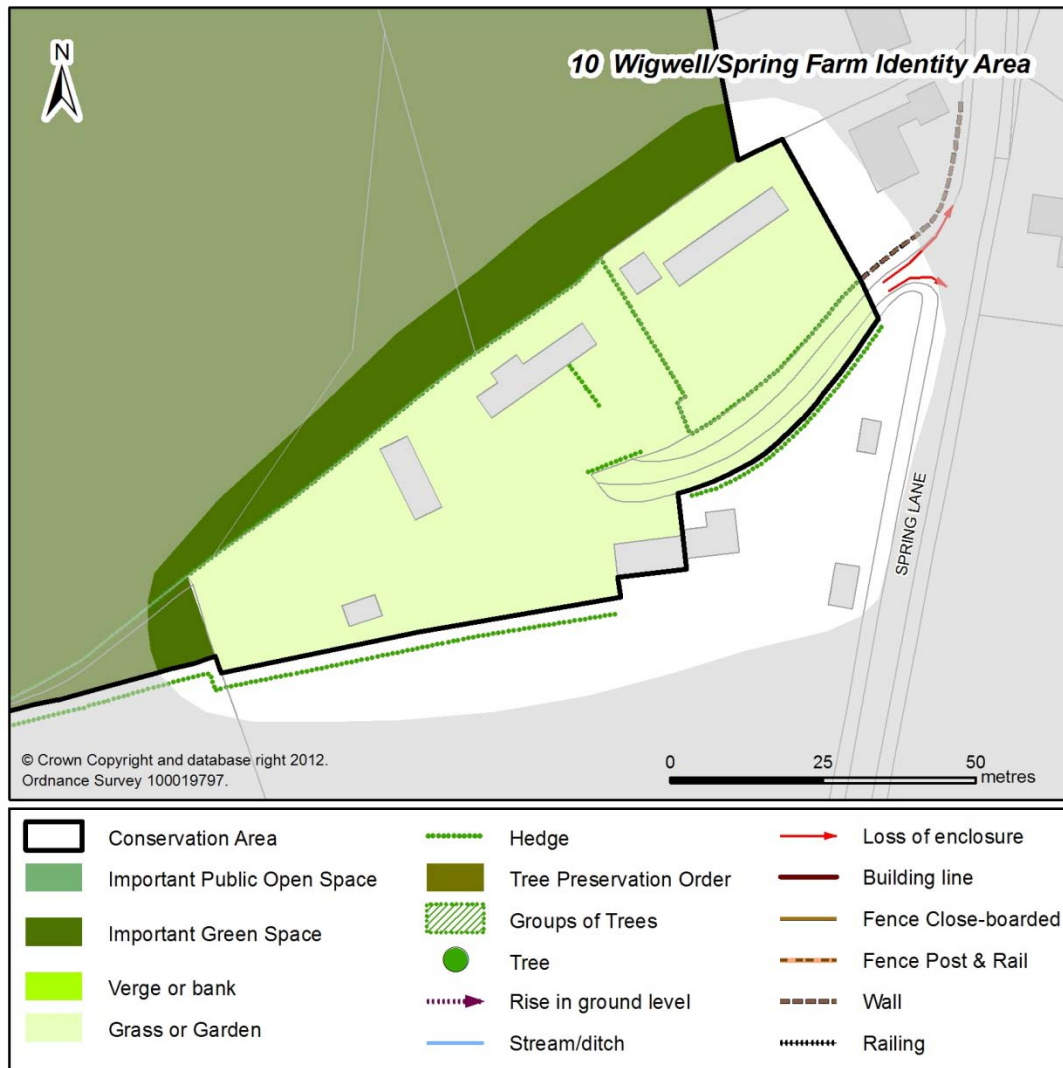 N
10 Wigwell/Spring Farm Identity Area
SPRING LANE
© Crown Copyright and database right 2012.
Ordnance Survey 100019797.
0 25 50
metres
Conservation Area
Important Public Open Space
Important Green Space
Verge or bank
Grass or Garden
Hedge
Tree Preservation Order
Groups of Trees
Tree
Rise in ground level
Stream/ditch
Loss of enclosure
Building line
Fence Close-boarded
Fence Post & Rail
Wall
Railing